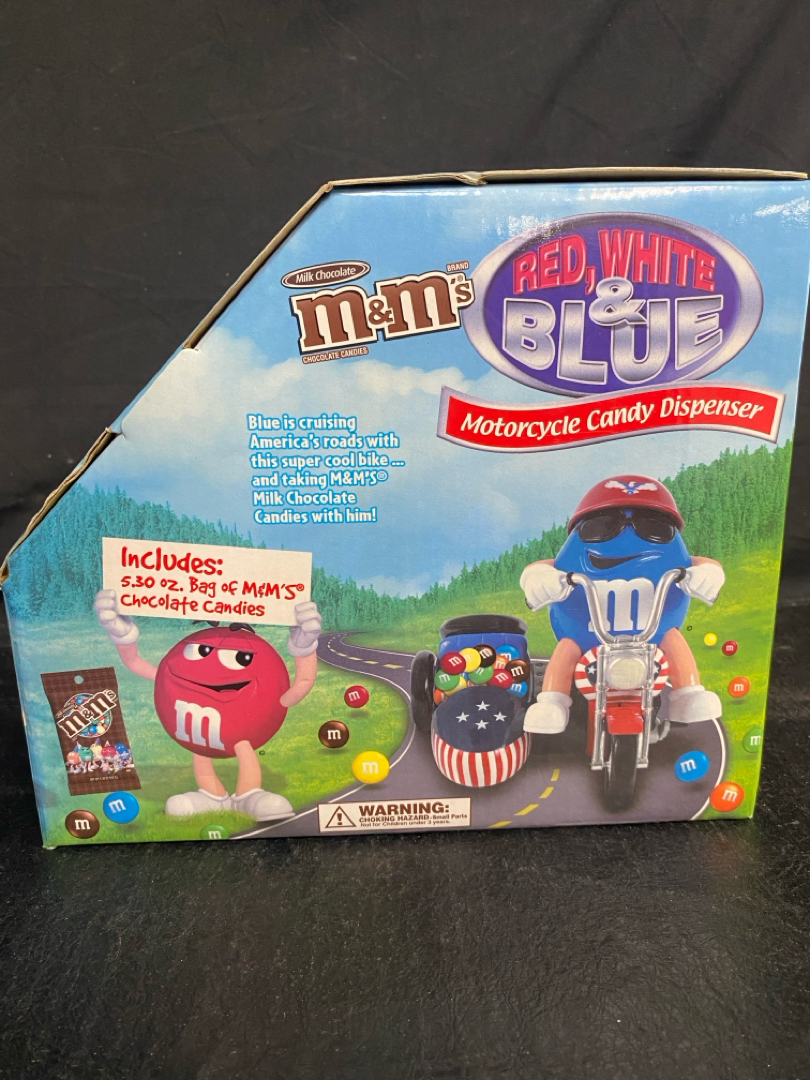 Milk Chocolate
BRAND
m&m's®
CHOCOLATE CANDIES
RED, WHITE
&
BLUE
Motorcycle Candy Dispenser
Blue is cruising
America's roads with
this super cool bike ...
and taking M&M'S®
Milk Chocolate
Candies with him!
Includes:
5.30 oz. Bag of M&M'S®
Chocolate Candies
m
m
m&m's
m
m
m
m
m
m
m
m
m
m
m
m
WARNING:
CHOKING HAZARD-Small Parts
Not for Children under 3 years.